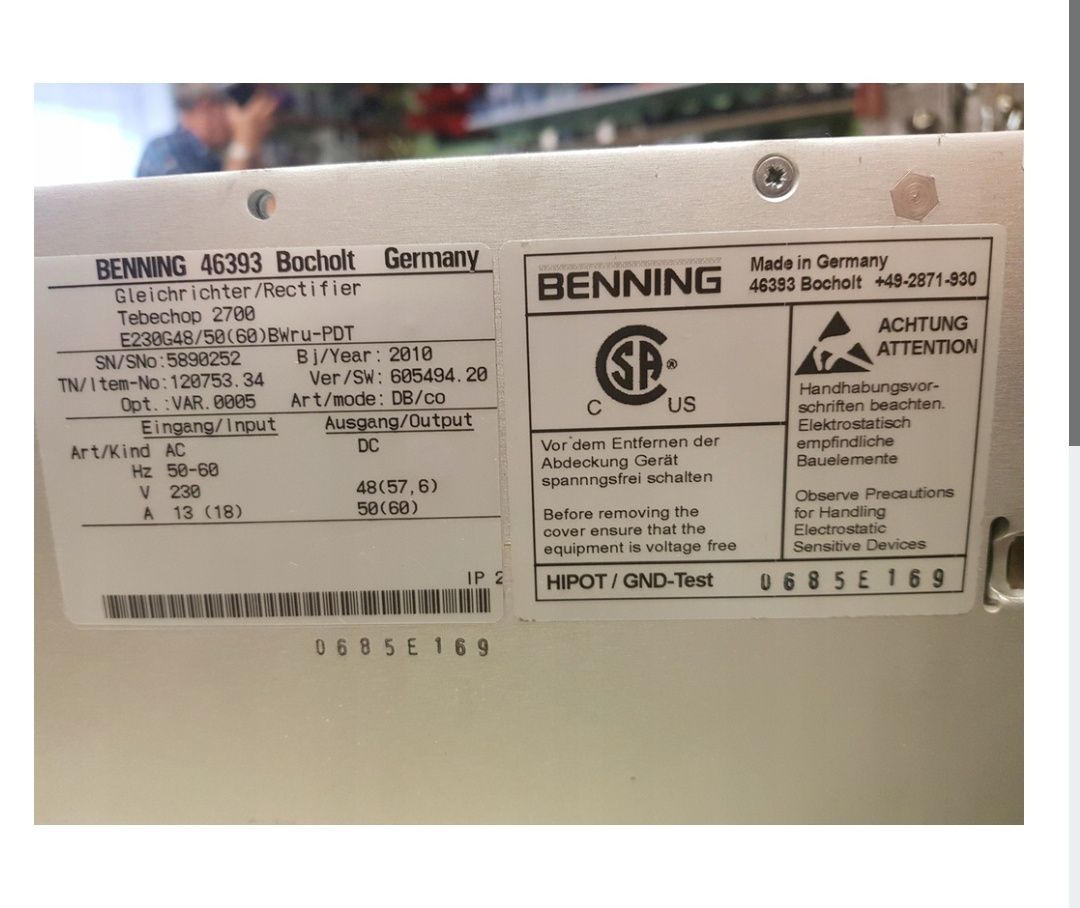 BENNING 46393 Bocholt Germany
Gleichrichter/Rectifier
Tebechop 2700
E230G48/50(60)BWru-PDT
SN/SNo:5890252 Bj/Year: 2010
TN/Item-No:120753.34 Ver/SW: 605494.20
Opt.:VAR.0005 Art/mode: DB/co
Eingang/Input Ausgang/Output
Art/Kind AC DC
Hz 50-60
V 230 48(57,6)
A 13 (18) 50(60)
IP 2
0685E169
BENNING
Made in Germany
46393 Bocholt +49-2871-930
CSA®
C US
ACHTUNG
ATTENTION
Handhabungsvor-
schriften beachten.
Elektrostatisch
empfindliche
Bauelemente
Observe Precautions
for Handling
Electrostatic
Sensitive Devices
Vor dem Entfernen der
Abdeckung Gerät
spannngsfrei schalten
Before removing the
cover ensure that the
equipment is voltage free
HIPOT / GND-Test 0685E169